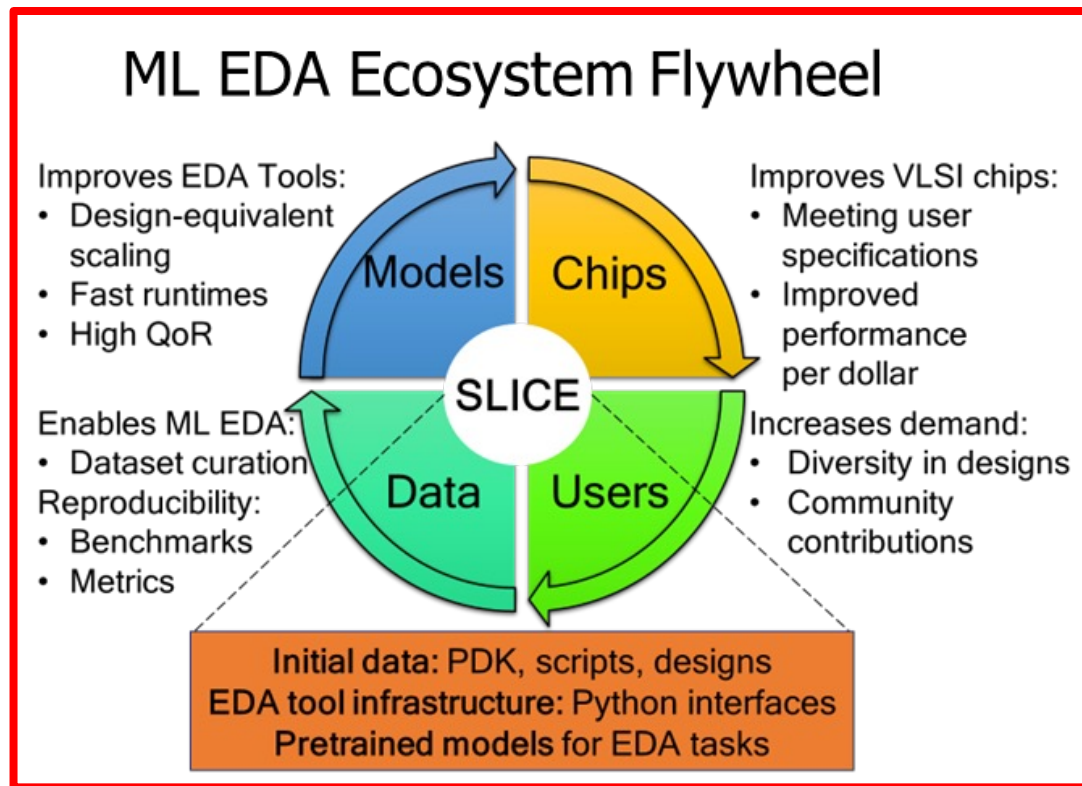 ML EDA Ecosystem Flywheel
Improves EDA Tools:
• Design-equivalent
scaling
• Fast runtimes
• High QoR
Models
Chips
Improves VLSI chips:
• Meeting user
specifications
• Improved
performance
per dollar
SLICE
Enables ML EDA:
• Dataset curation
Reproducibility:
• Benchmarks
• Metrics
Data
Users
Increases demand:
• Diversity in designs
• Community
contributions
Initial data: PDK, scripts, designs
EDA tool infrastructure: Python interfaces
Pretrained models for EDA tasks